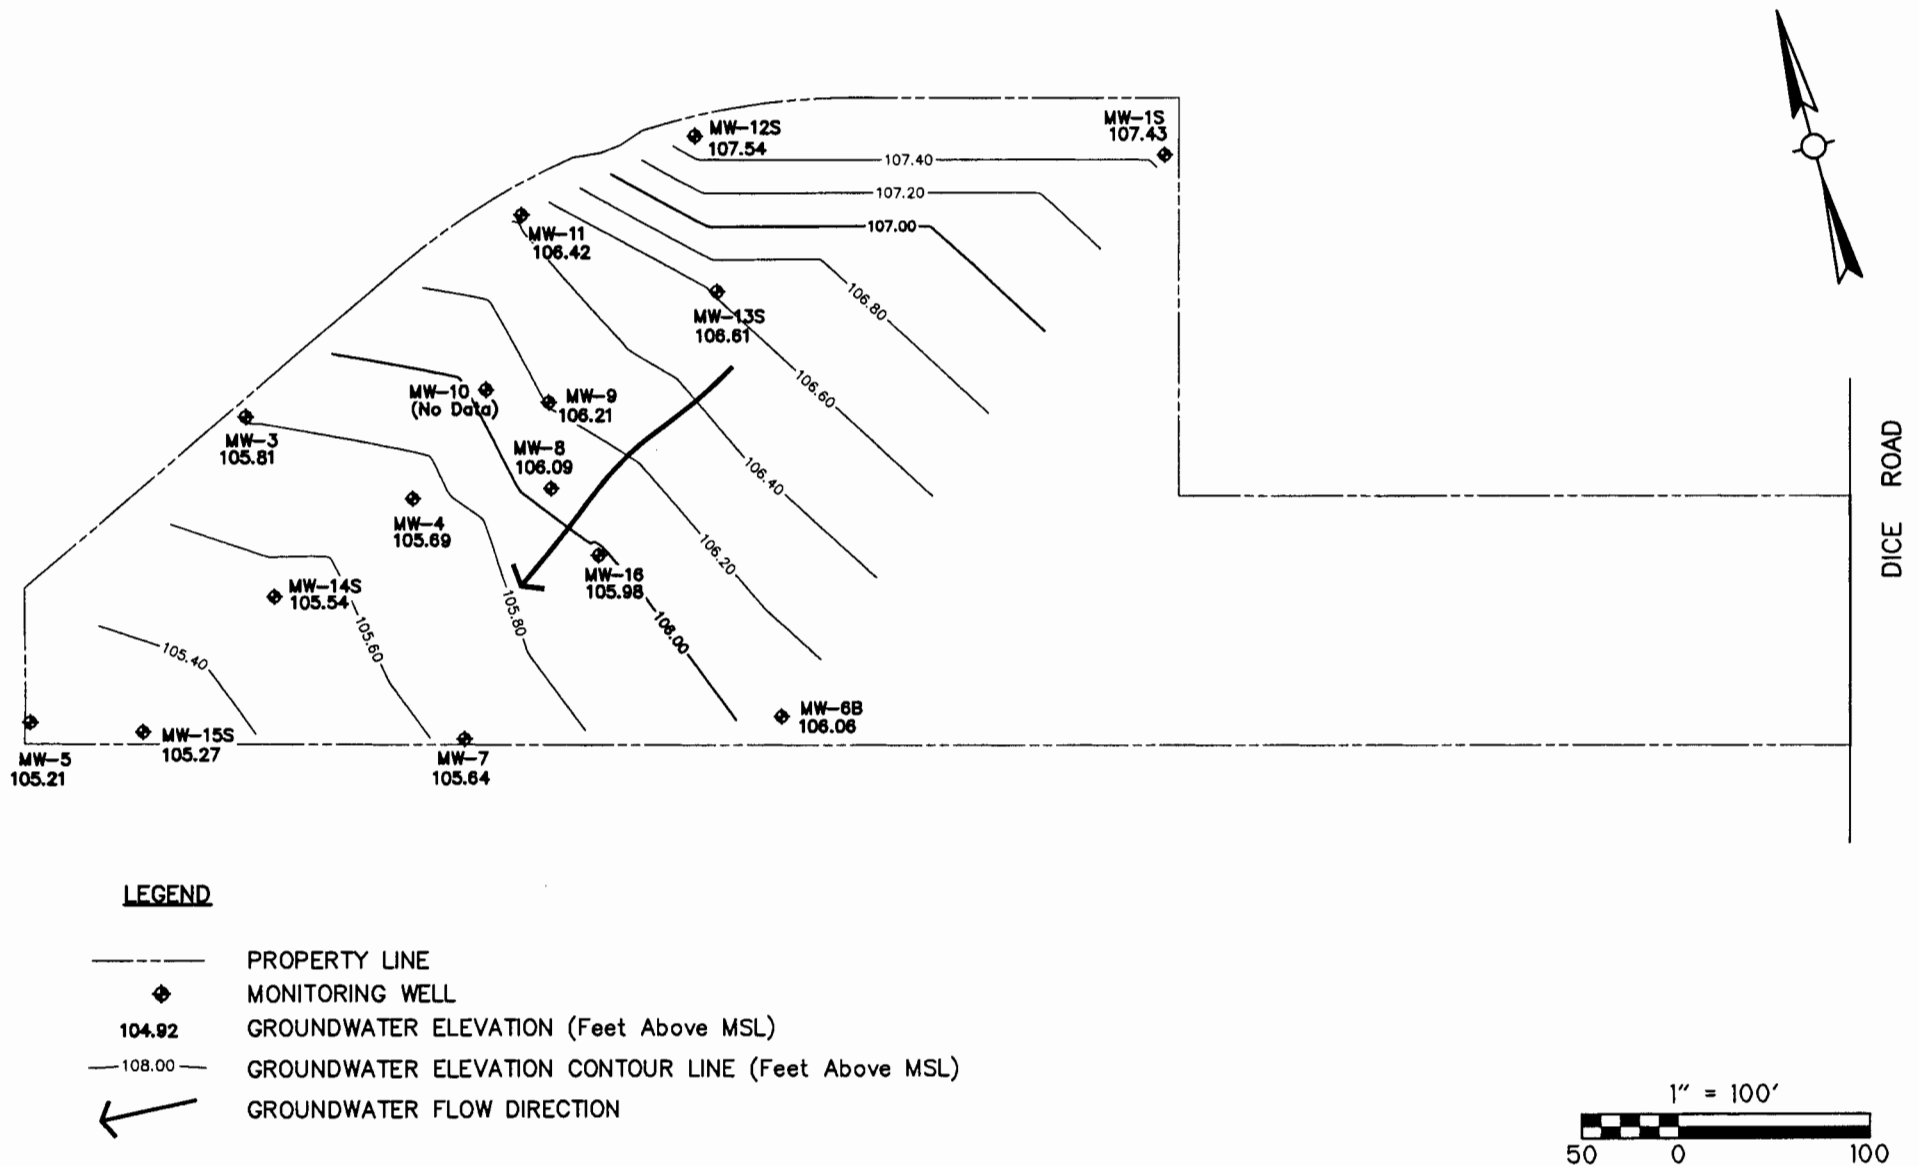 MW-12S
107.54
MW-1S
107.43
107.40
107.20
107.00
MW-11
106.42
106.80
MW-13S
106.61
106.60
MW-10
(No Data)
MW-9
106.21
MW-3
105.81
MW-8
106.09
106.40
MW-4
105.69
106.20
MW-16
105.98
MW-14S
105.54
105.80
105.60
106.00
105.40
MW-6B
106.06
MW-15S
105.27
MW-5
105.21
MW-7
105.64
DICE ROAD
LEGEND
PROPERTY LINE
MONITORING WELL
104.92 GROUNDWATER ELEVATION (Feet Above MSL)
108.00 GROUNDWATER ELEVATION CONTOUR LINE (Feet Above MSL)
GROUNDWATER FLOW DIRECTION
1" = 100'
50 0 100